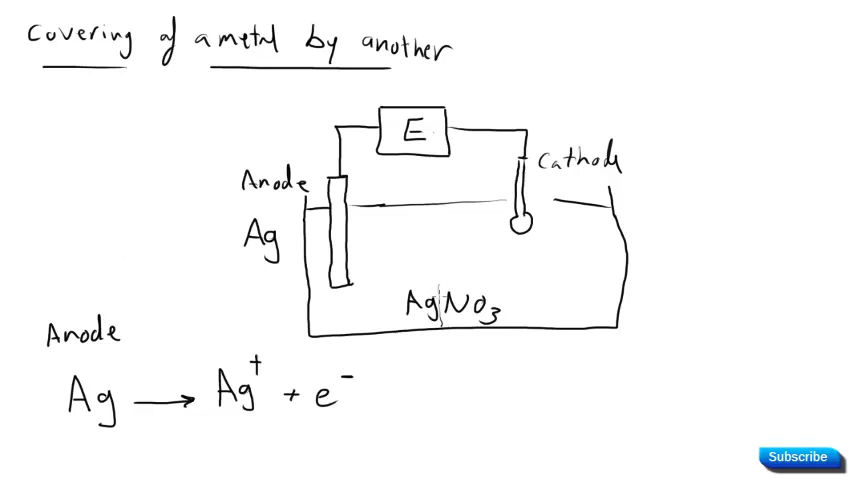 Covering of a metal by another
E
Cathode
Anode
Ag
AgNO₃
Anode
Ag → Ag⁺ + e⁻
Subscribe